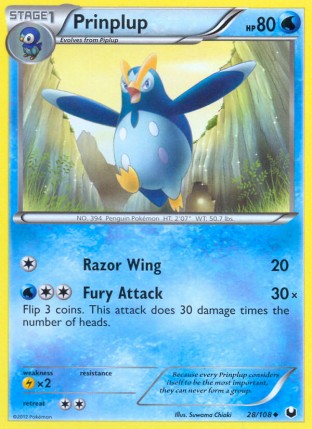 STAGE1
Prinplup
HP80
Evolves from Piplup
NO. 394 Penguin Pokémon HT. 2'07" WT. 50.7 lbs.
Razor Wing 20
Fury Attack 30×
Flip 3 coins. This attack does 30 damage times the
number of heads.
weakness resistance
×2
retreat
Because every Prinplup considers
itself to be the most important,
they can never form a group.
©2012 Pokémon
Illus. Suwama Chiaki
28/108